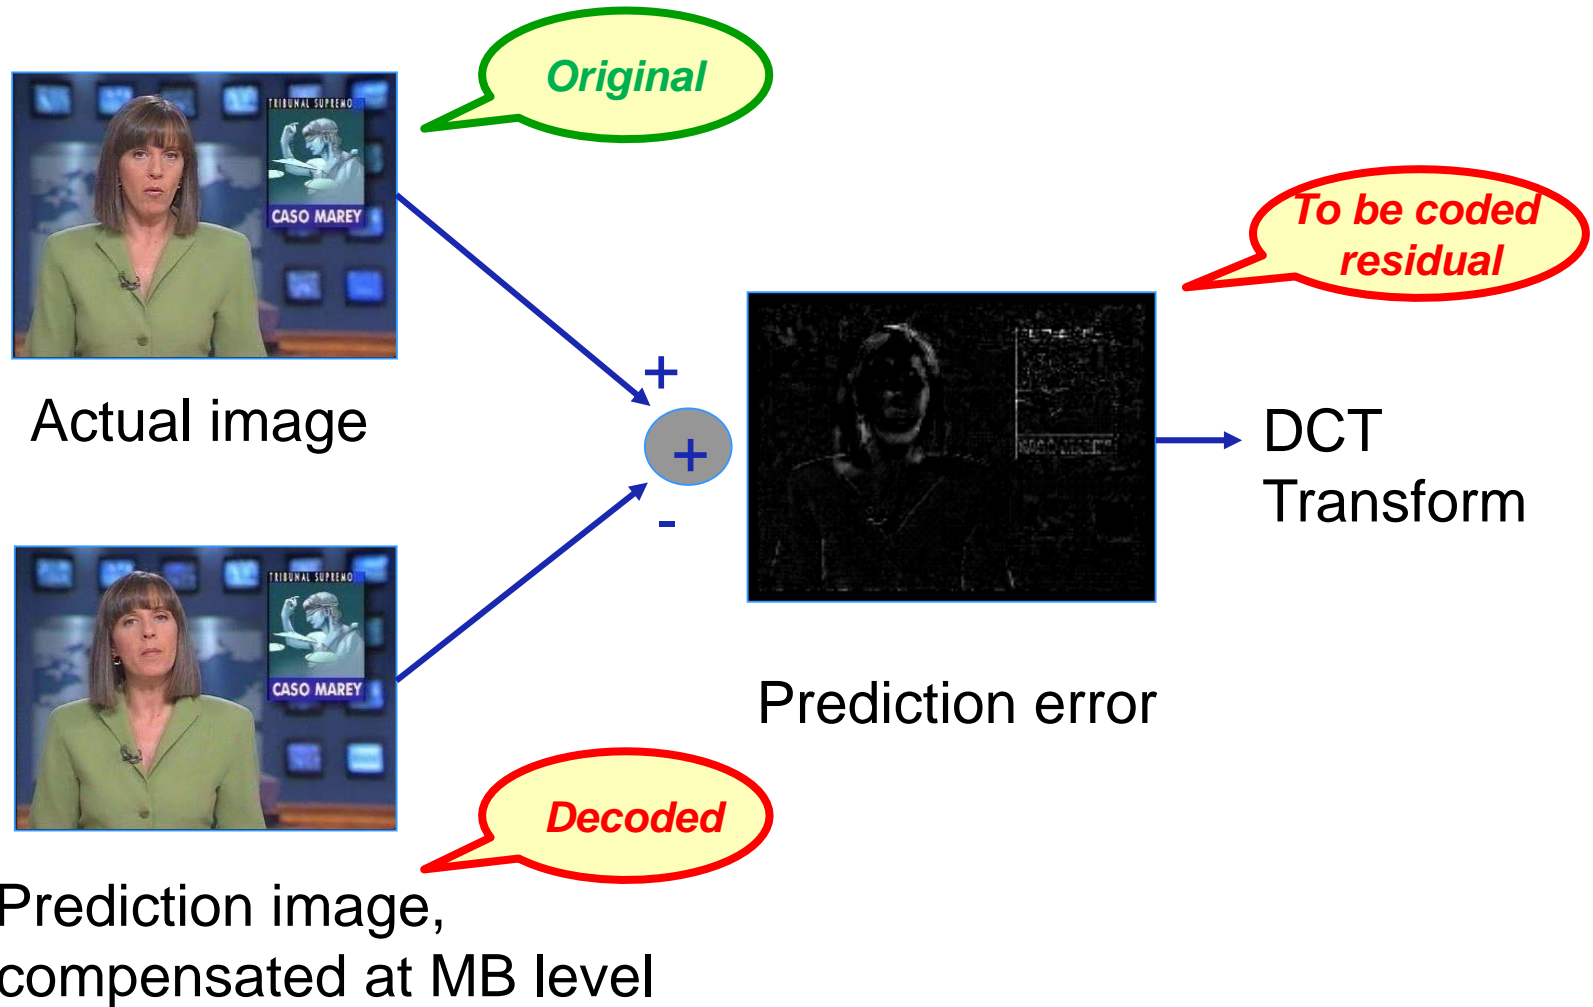 Original
TRIBUNAL SUPREMO
CASO MAREY
To be coded
residual
+
Actual image
+
-
DCT
Transform
TRIBUNAL SUPREMO
CASO MAREY
Prediction error
Decoded
Prediction image,
compensated at MB level